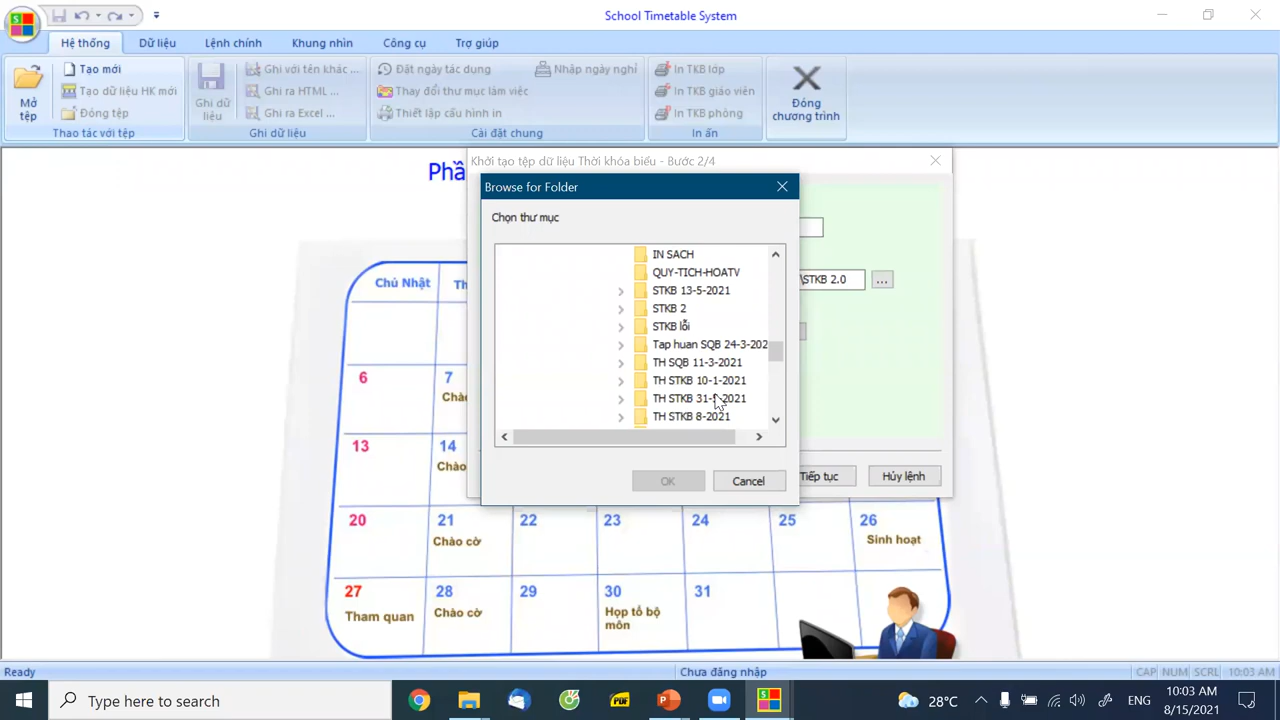 School Timetable System
Hệ thống
Dữ liệu
Lệnh chính
Khung nhìn
Công cụ
Trợ giúp
Mở tệp
Tạo mới
Tạo dữ liệu HK mới
Đóng tệp
Thao tác với tệp
Ghi dữ liệu
Ghi với tên khác ...
Ghi ra HTML ...
Ghi ra Excel ...
Ghi dữ liệu
Đặt ngày tác dụng
Nhập ngày nghỉ
Thay đổi thư mục làm việc
Thiết lập cấu hình in
Cài đặt chung
In TKB lớp
In TKB giáo viên
In TKB phòng
In ấn
Đóng chương trình
Phầ
Khởi tạo tệp dữ liệu Thời khóa biểu - Bước 2/4
Browse for Folder
Chọn thư mục
IN SACH
QUY-TICH-HOATV
STKB 13-5-2021
STKB 2
STKB lỗi
Tap huan SQB 24-3-202
TH SQB 11-3-2021
TH STKB 10-1-2021
TH STKB 8-2021
OK
Cancel
\STKB 2.0
...
Tiếp tục
Hủy lệnh
Chủ Nhật
Th
6
7
Chà
13
14
Chào
20
21
Chào cờ
22
23
24
25
26
Sinh hoạt
27
Tham quan
28
Chào cờ
29
30
Họp tổ bộ môn
31
Ready
Chưa đăng nhập
CAP NUM SCRL 10:03 AM
Type here to search
PDF
28°C
ENG
10:03 AM
8/15/2021